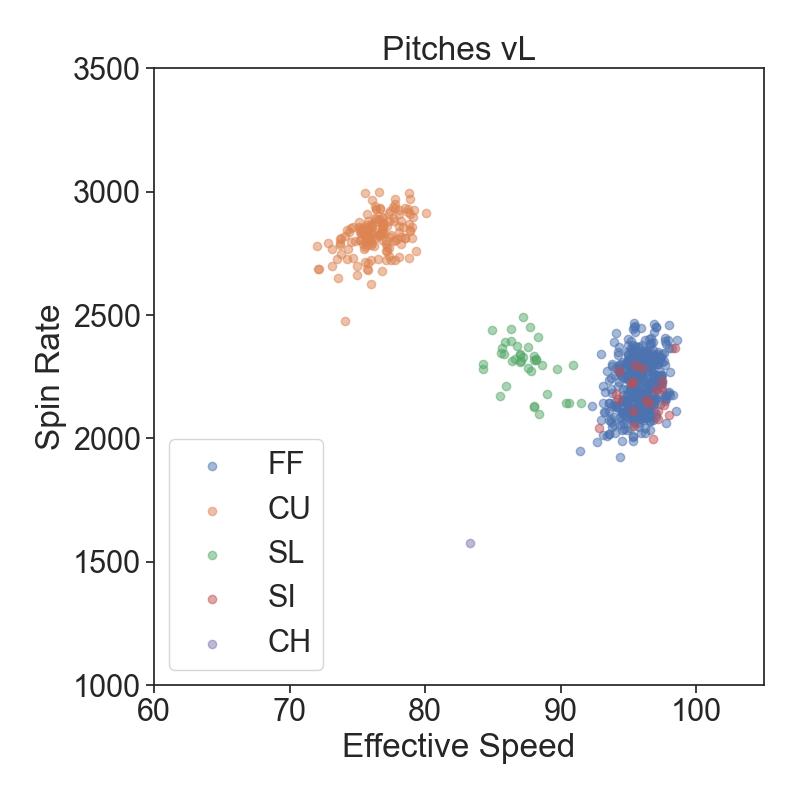 Pitches vL
3500
3000
2500
2000
1500
1000
Spin Rate
FF
CU
SL
SI
CH
60 70 80 90 100
Effective Speed